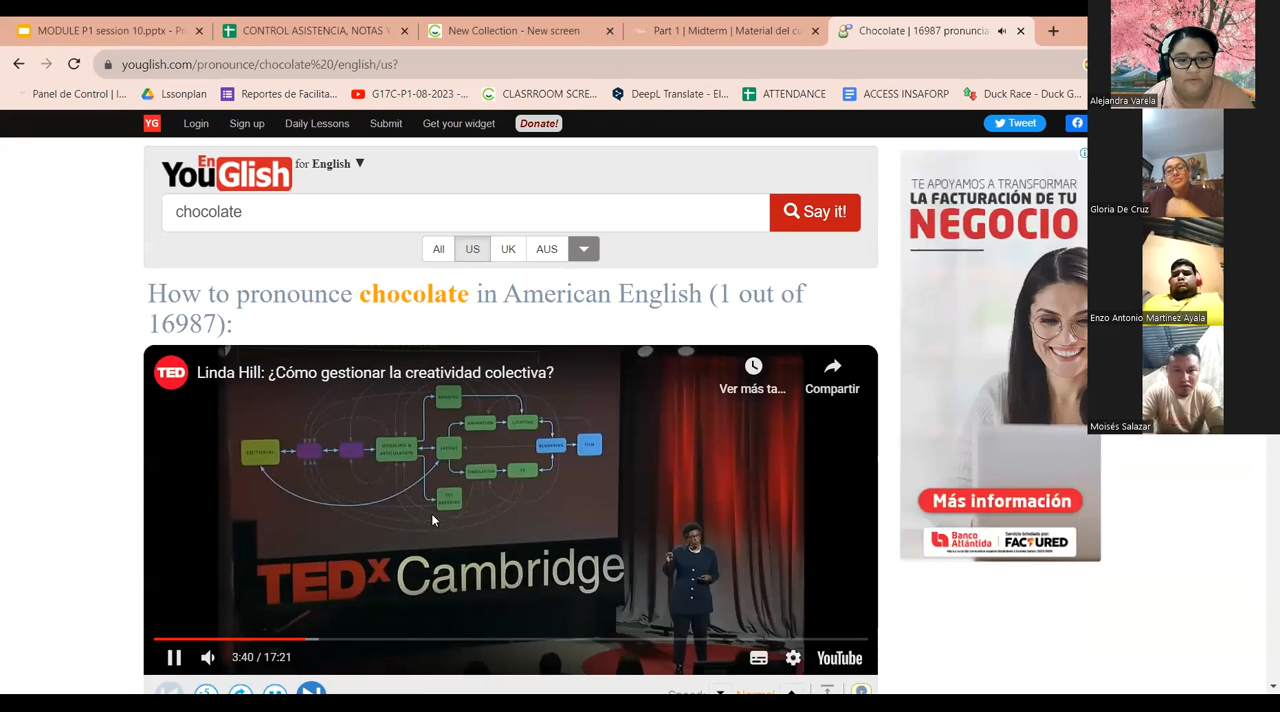 MODULE P1 session 10.pptx - Pr
CONTROL ASISTENCIA, NOTAS
New Collection - New screen
Part 1 | Midterm | Material del cu
Chocolate | 16987 pronuncia
youglish.com/pronounce/chocolate%20/english/us?
Panel de Control | I...
Lssonplan
Reportes de Facilita...
G17C-P1-08-2023 -...
CLASSROOM SCRE...
DeepL Translate - El...
ATTENDANCE
ACCESS INSAFORP
Duck Race - Duck G...
Alejandra Varela
YG
Login
Sign up
Daily Lessons
Submit
Get your widget
Donate!
Tweet
YouEnGlish
for English ▼
chocolate
Say it!
All
US
UK
AUS
How to pronounce chocolate in American English (1 out of
16987):
TED
Linda Hill: ¿Cómo gestionar la creatividad colectiva?
Ver más ta...
Compartir
EDITORIAL
TEDxCambridge
3:40 / 17:21
YouTube
Normal
TE APOYAMOS A TRANSFORMAR
LA FACTURACIÓN DE TU
NEGOCIO
Más información
Banco
Atlántida
FACTURED
Gloria De Cruz
Enzo Antonio Martinez Ayala
Moisés Salazar